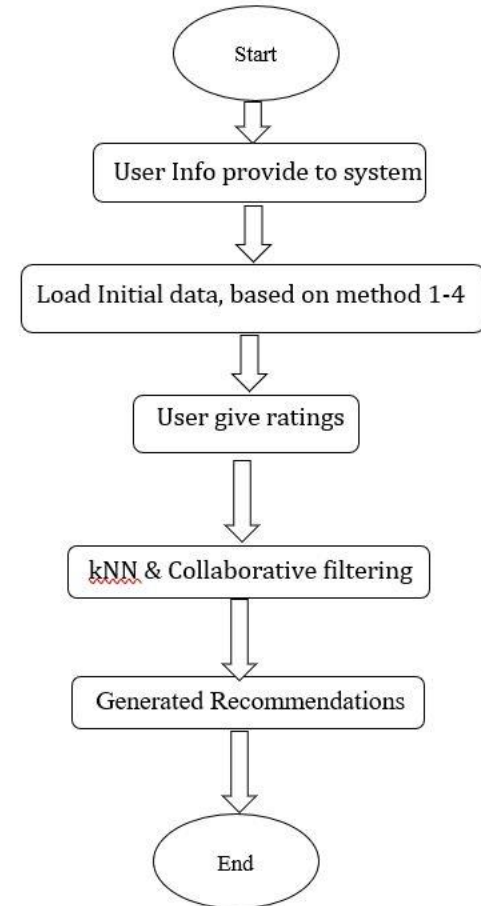 Start
User Info provide to system
Load Initial data, based on method 1-4
User give ratings
kNN & Collaborative filtering
Generated Recommendations
End